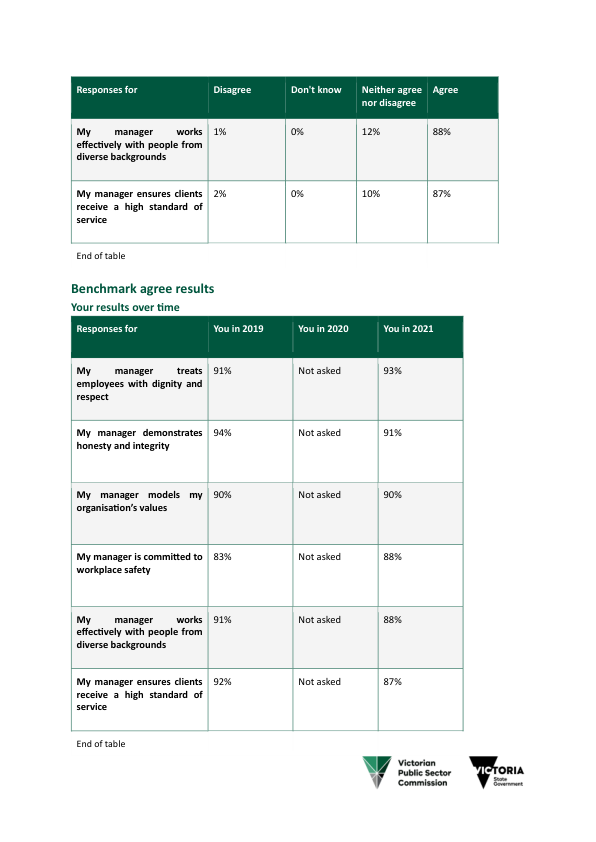 Responses for Disagree Don't know Neither agree Agree
nor disagree
My manager works 1% 0% 12% 88%
effectively with people from
diverse backgrounds
My manager ensures clients 2% 0% 10% 87%
receive a high standard of
service
End of table
Benchmark agree results
Your results over time
Responses for You in 2019 You in 2020 You in 2021
My manager treats 91% Not asked 93%
employees with dignity and
respect
My manager demonstrates 94% Not asked 91%
honesty and integrity
My manager models my 90% Not asked 90%
organisation's values
My manager is committed to 83% Not asked 88%
workplace safety
My manager works 91% Not asked 88%
effectively with people from
diverse backgrounds
My manager ensures clients 92% Not asked 87%
receive a high standard of
service
End of table
Victorian
Public Sector
Commission
VICTORIA
State
Government